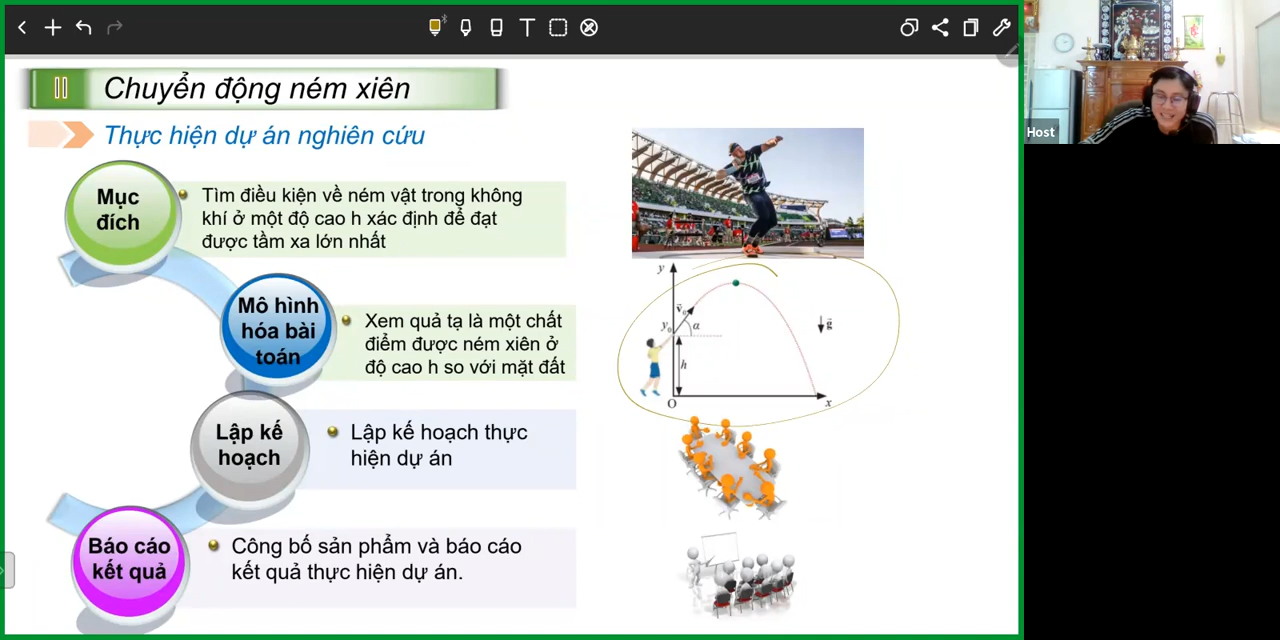 II Chuyển động ném xiên
Thực hiện dự án nghiên cứu
Mục
đích
Tìm điều kiện về ném vật trong không
khí ở một độ cao h xác định để đạt
được tầm xa lớn nhất
Mô hình
hóa bài
toán
Xem quả tạ là một chất
điểm được ném xiên ở
độ cao h so với mặt đất
Lập kế
hoạch
Lập kế hoạch thực
hiện dự án
Báo cáo
kết quả
Công bố sản phẩm và báo cáo
kết quả thực hiện dự án.
y
v₀
y₀
α
g
h
O
x
Host